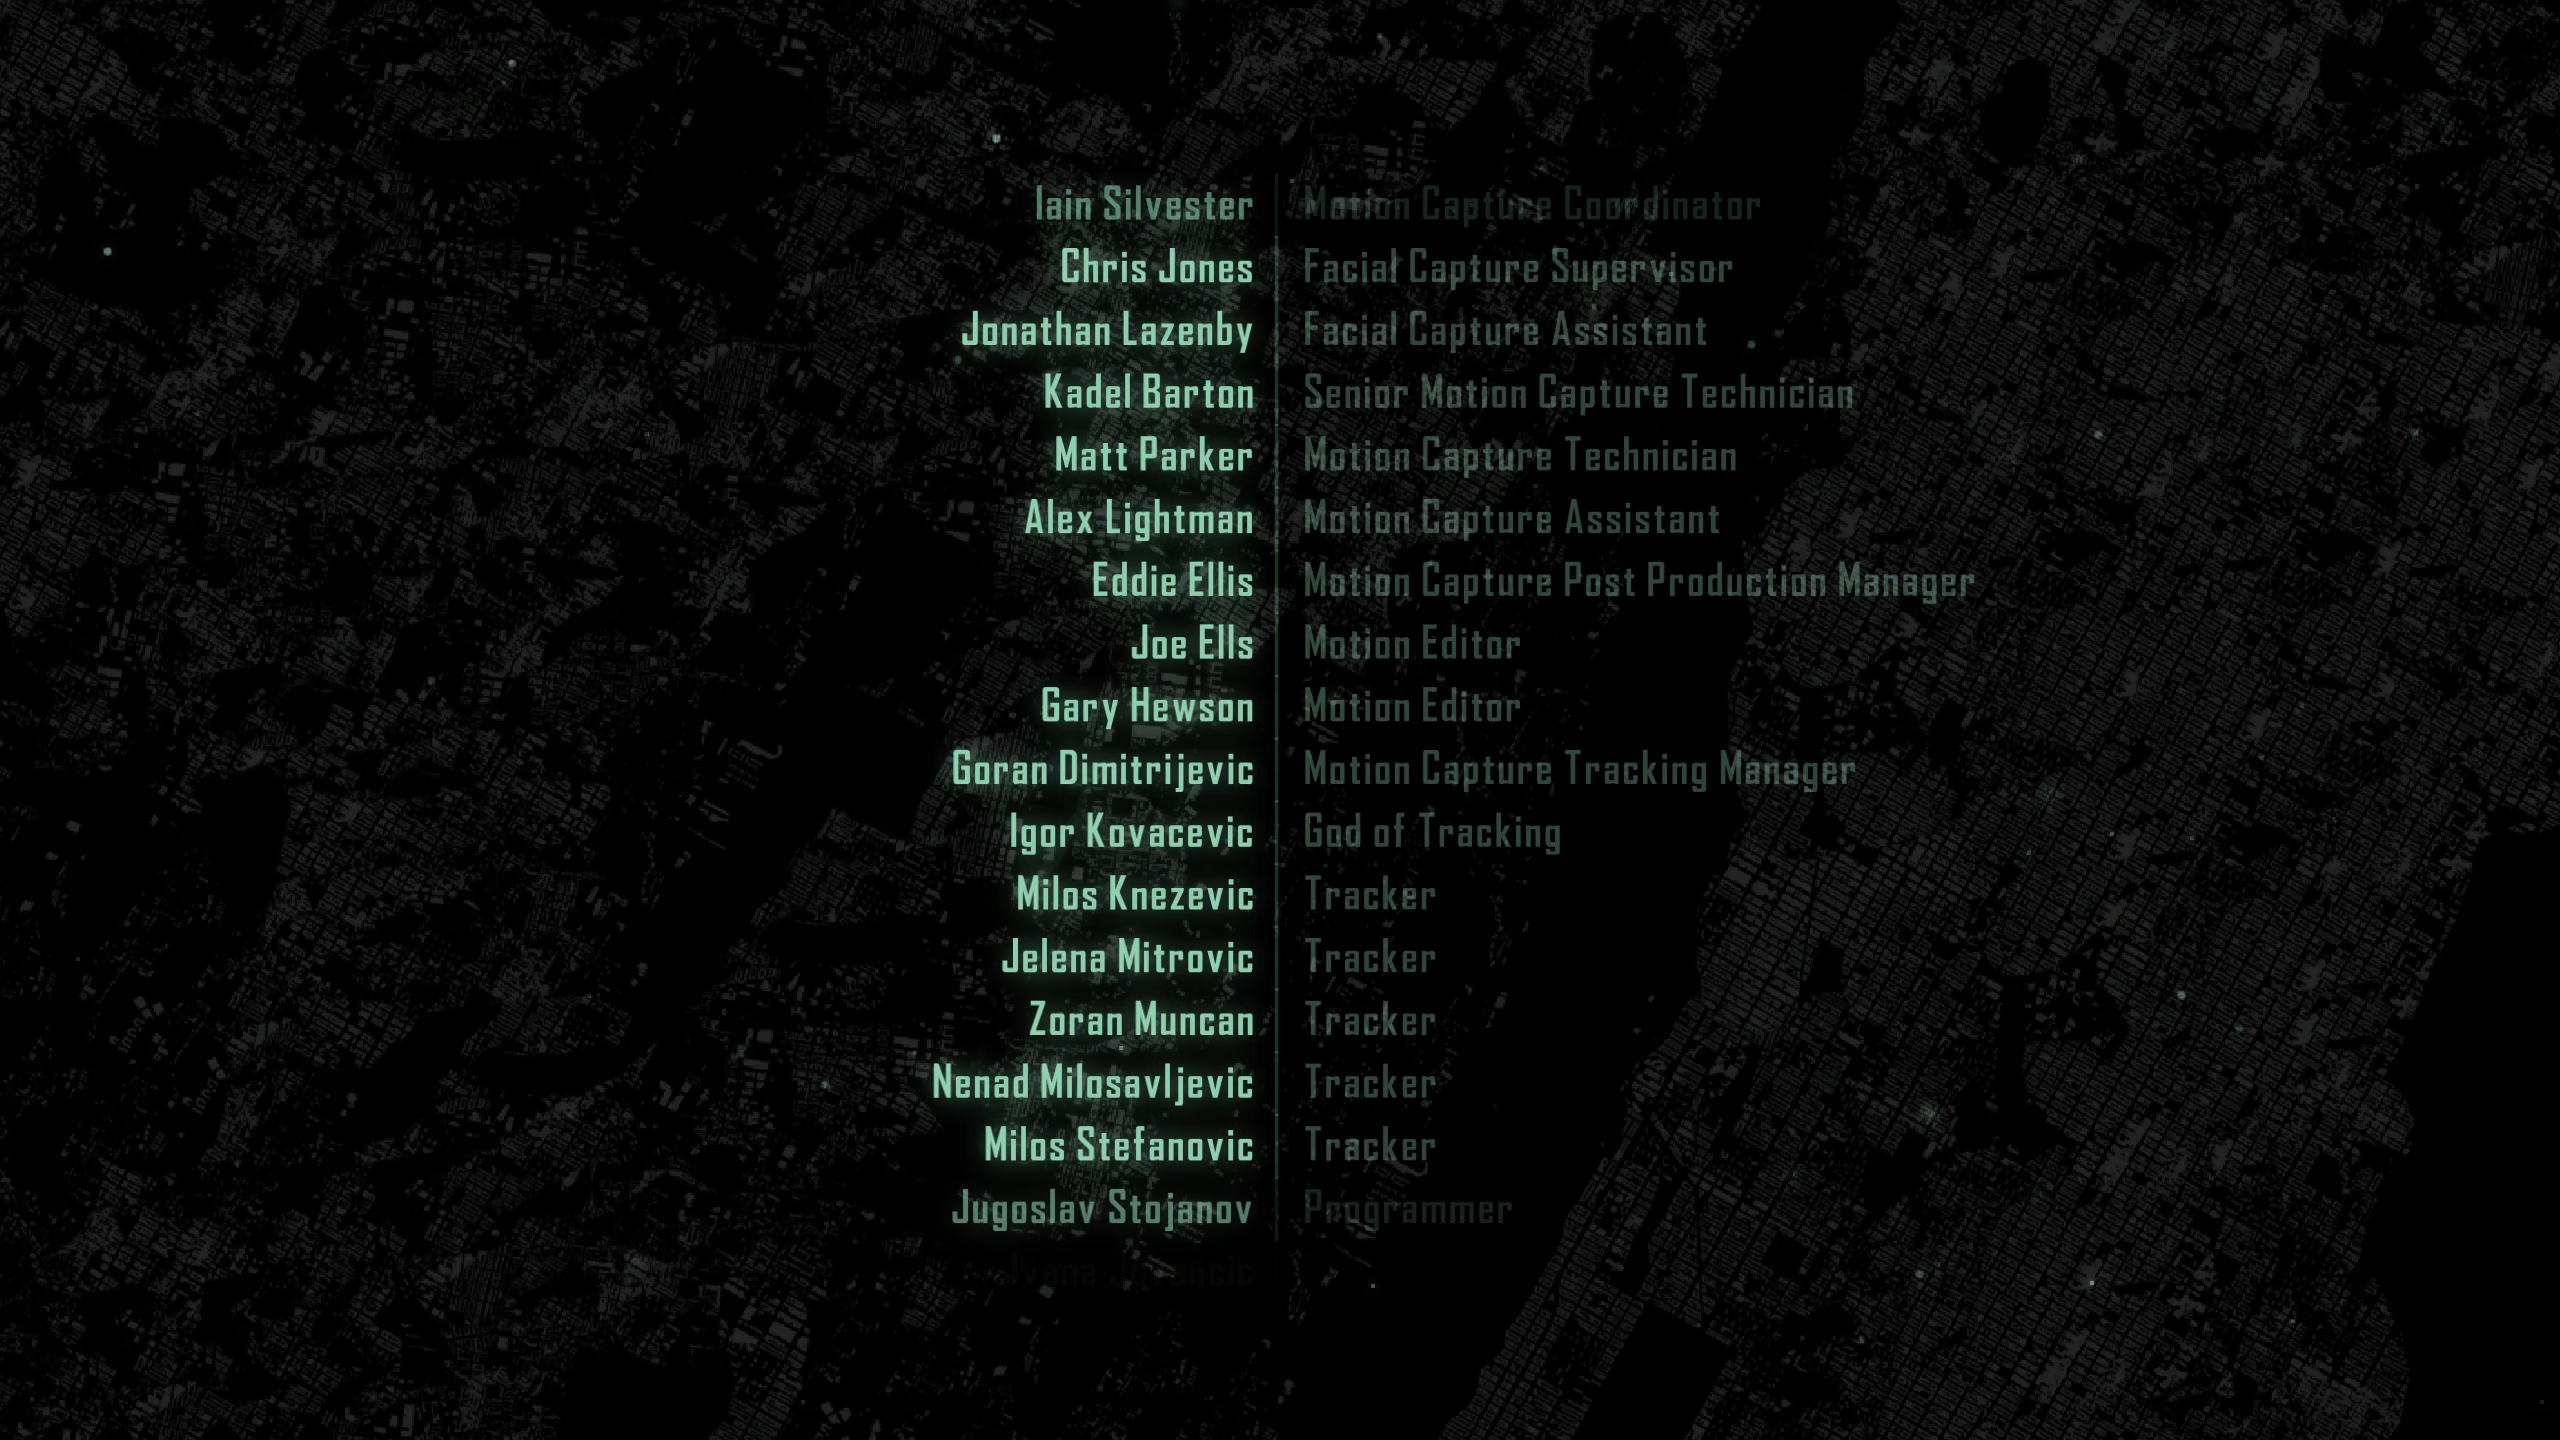 Iain Silvester Motion Capture Coordinator
Chris Jones Facial Capture Supervisor
Jonathan Lazenby Facial Capture Assistant
Kadel Barton Senior Motion Capture Technician
Matt Parker Motion Capture Technician
Alex Lightman Motion Capture Assistant
Eddie Ellis Motion Capture Post Production Manager
Joe Ells Motion Editor
Gary Hewson Motion Editor
Goran Dimitrijevic Motion Capture Tracking Manager
Igor Kovacevic God of Tracking
Milos Knezevic Tracker
Jelena Mitrovic Tracker
Zoran Muncan Tracker
Nenad Milosavljevic Tracker
Milos Stefanovic Tracker
Jugoslav Stojanov Programmer
Ivana